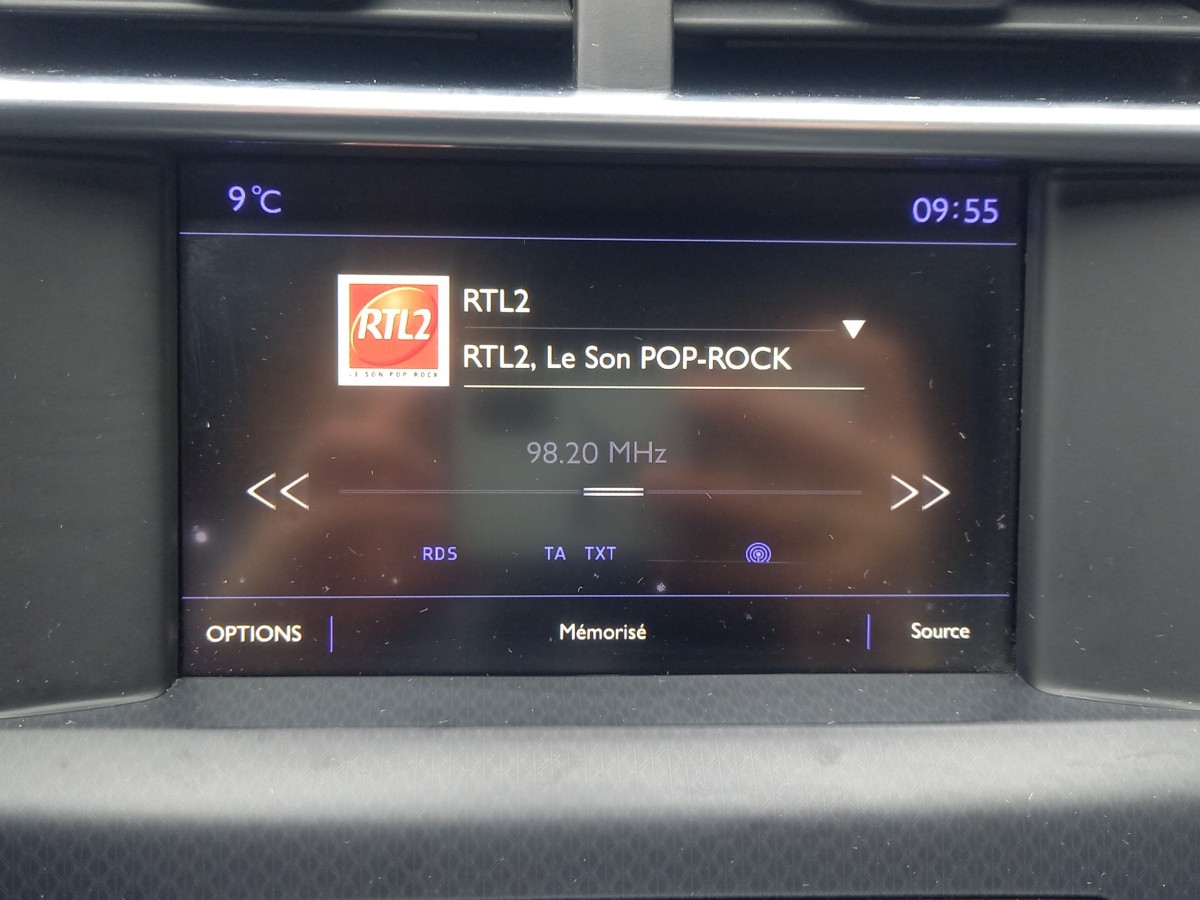 9°C
09:55
RTL2
LE SON POP ROCK
RTL2
RTL2, Le Son POP-ROCK
98.20 MHz
RDS TA TXT
OPTIONS
Mémorisé
Source